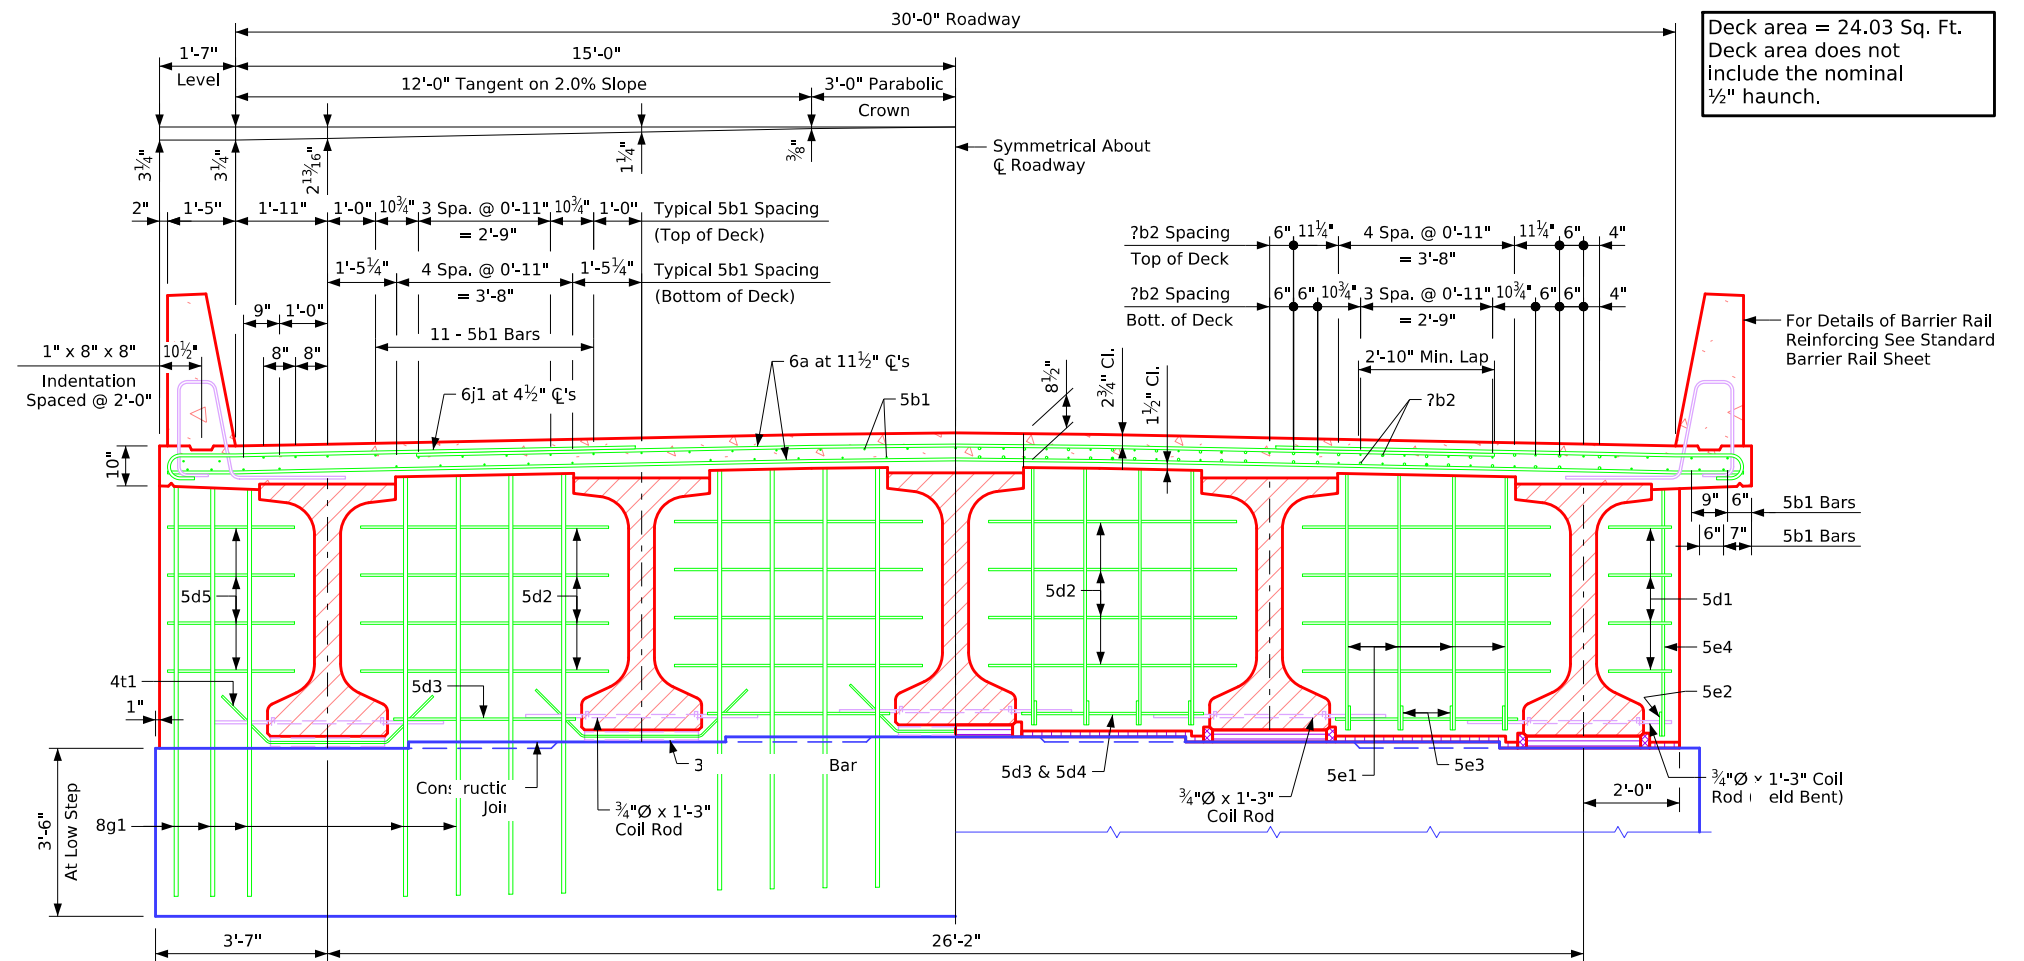 30'-0" Roadway
Deck area = 24.03 Sq. Ft.
Deck area does not
include the nominal
½" haunch.
1'-7"
Level
15'-0"
12'-0" Tangent on 2.0% Slope
3'-0" Parabolic
Crown
3¼"
3¼"
2 13/16"
1¼"
⅜"
Symmetrical About
℄ Roadway
2"
1'-5"
1'-11"
1'-0"
10¾"
3 Spa. @ 0'-11"
= 2'-9"
10¾"
1'-0"
Typical 5b1 Spacing
(Top of Deck)
1'-5¼"
4 Spa. @ 0'-11"
= 3'-8"
1'-5¼"
Typical 5b1 Spacing
(Bottom of Deck)
?b2 Spacing
Top of Deck
6"
11¼"
4 Spa. @ 0'-11"
= 3'-8"
11¼"
6"
4"
?b2 Spacing
Bott. of Deck
6"
6"
10¾"
3 Spa. @ 0'-11"
= 2'-9"
10¾"
6"
6"
4"
9"
1'-0"
11 - 5b1 Bars
For Details of Barrier Rail
Reinforcing See Standard
Barrier Rail Sheet
1" x 8" x 8"
Indentation
Spaced @ 2'-0"
10½"
8"
8"
6j1 at 4½" ℄'s
6a at 11½" ℄'s
5b1
8½"
2¾" Cl.
1½" Cl.
2'-10" Min. Lap
?b2
10"
9"
6"
5b1 Bars
6"
7"
5b1 Bars
5d5
5d2
5d2
5d1
5e4
4t1
5d3
5e2
1"
3
Bar
5d3 & 5d4
5e1
5e3
¾"Ø x 1'-3" Coil
¾"Ø x 1'-3"
Coil Rod
¾"Ø x 1'-3"
Coil Rod
2'-0"
3'-6"
At Low Step
8g1
3'-7"
26'-2"